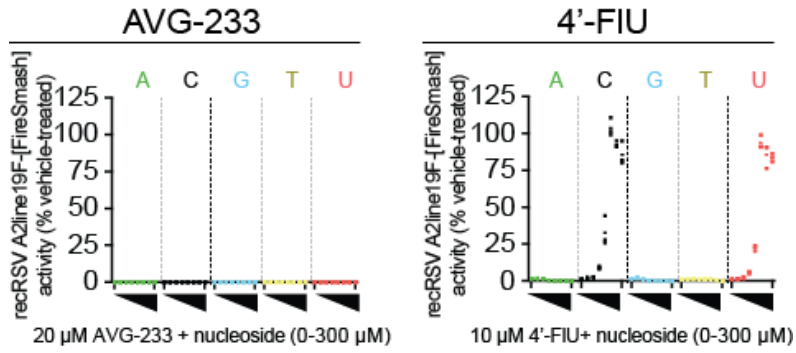 AVG-233
A C G T U
recRSV A2line19F-[FireSmash]
activity (% vehicle-treated)
125
100
75
50
25
0
20 µM AVG-233 + nucleoside (0-300 µM)
4'-FIU
A C G T U
recRSV A2line19F-[FireSmash]
activity (% vehicle-treated)
125
100
75
50
25
0
10 µM 4'-FIU+ nucleoside (0-300 µM)